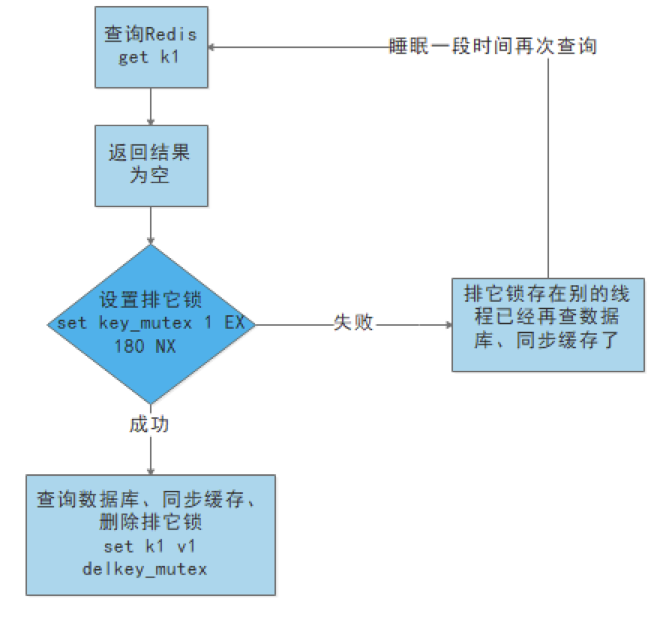 查询Redis
get k1
睡眠一段时间再次查询
返回结果
为空
设置排它锁
set key_mutex 1 EX
180 NX
失败
排它锁存在别的线
程已经再查数据
库、同步缓存了
成功
查询数据库、同步缓存、
删除排它锁
set k1 v1
delkey_mutex